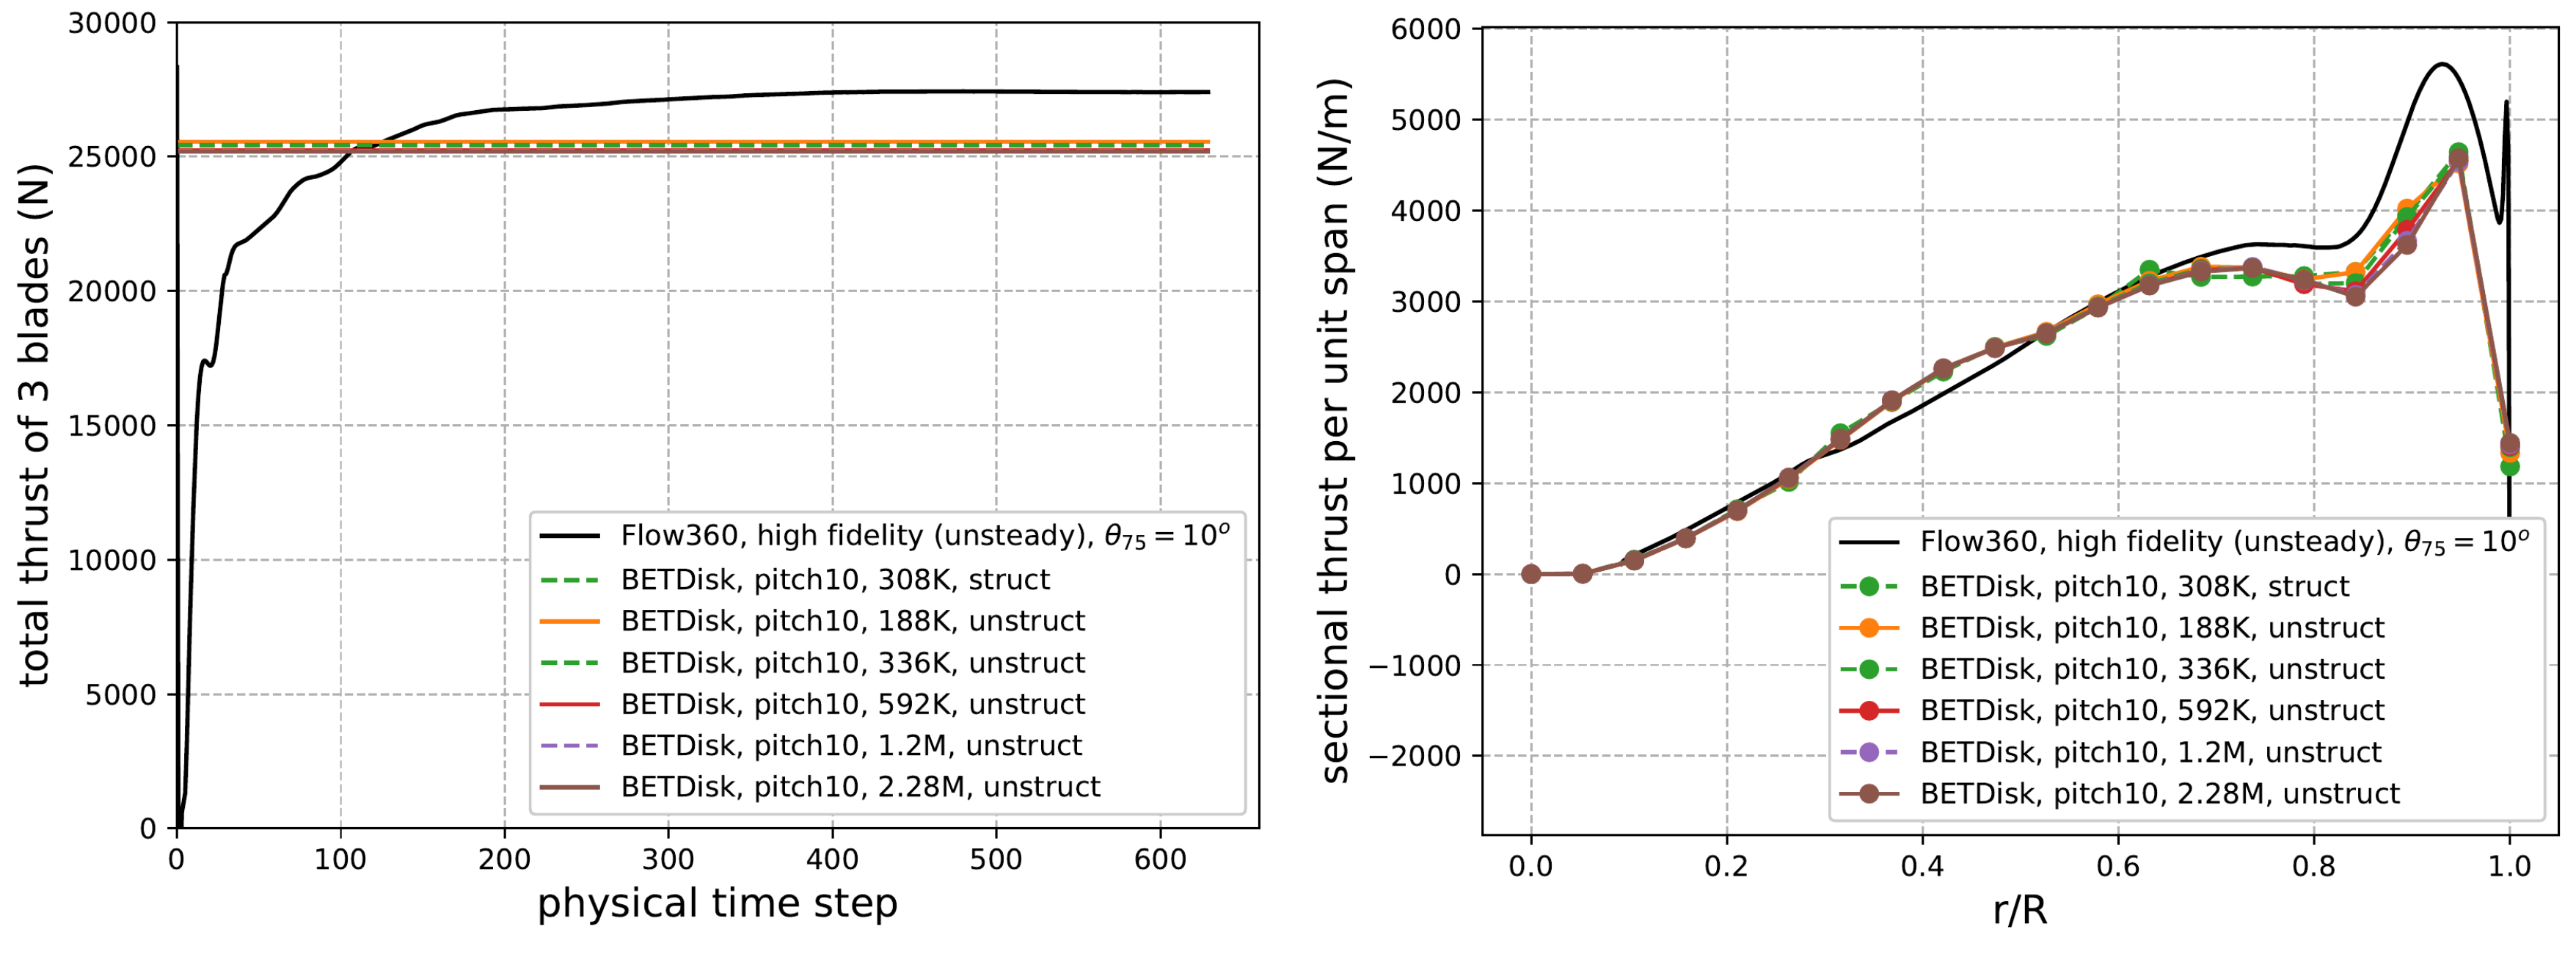 30000
25000
20000
15000
10000
5000
0
total thrust of 3 blades (N)
0 100 200 300 400 500 600
physical time step
Flow360, high fidelity (unsteady), θ₇₅ = 10ᵒ
BETDisk, pitch10, 308K, struct
BETDisk, pitch10, 188K, unstruct
BETDisk, pitch10, 336K, unstruct
BETDisk, pitch10, 592K, unstruct
BETDisk, pitch10, 1.2M, unstruct
BETDisk, pitch10, 2.28M, unstruct
6000
5000
4000
3000
2000
1000
0
−1000
−2000
sectional thrust per unit span (N/m)
0.0 0.2 0.4 0.6 0.8 1.0
r/R
Flow360, high fidelity (unsteady), θ₇₅ = 10ᵒ
BETDisk, pitch10, 308K, struct
BETDisk, pitch10, 188K, unstruct
BETDisk, pitch10, 336K, unstruct
BETDisk, pitch10, 592K, unstruct
BETDisk, pitch10, 1.2M, unstruct
BETDisk, pitch10, 2.28M, unstruct